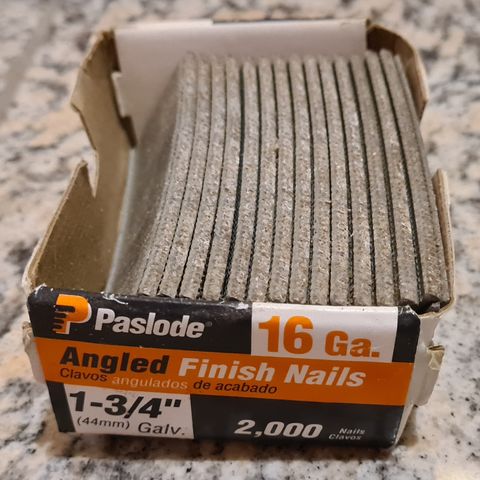 Paslode®
16 Ga.
Angled Finish Nails
Clavos angulados de acabado
1-3/4"
(44mm) Galv.
2,000 Nails
Clavos